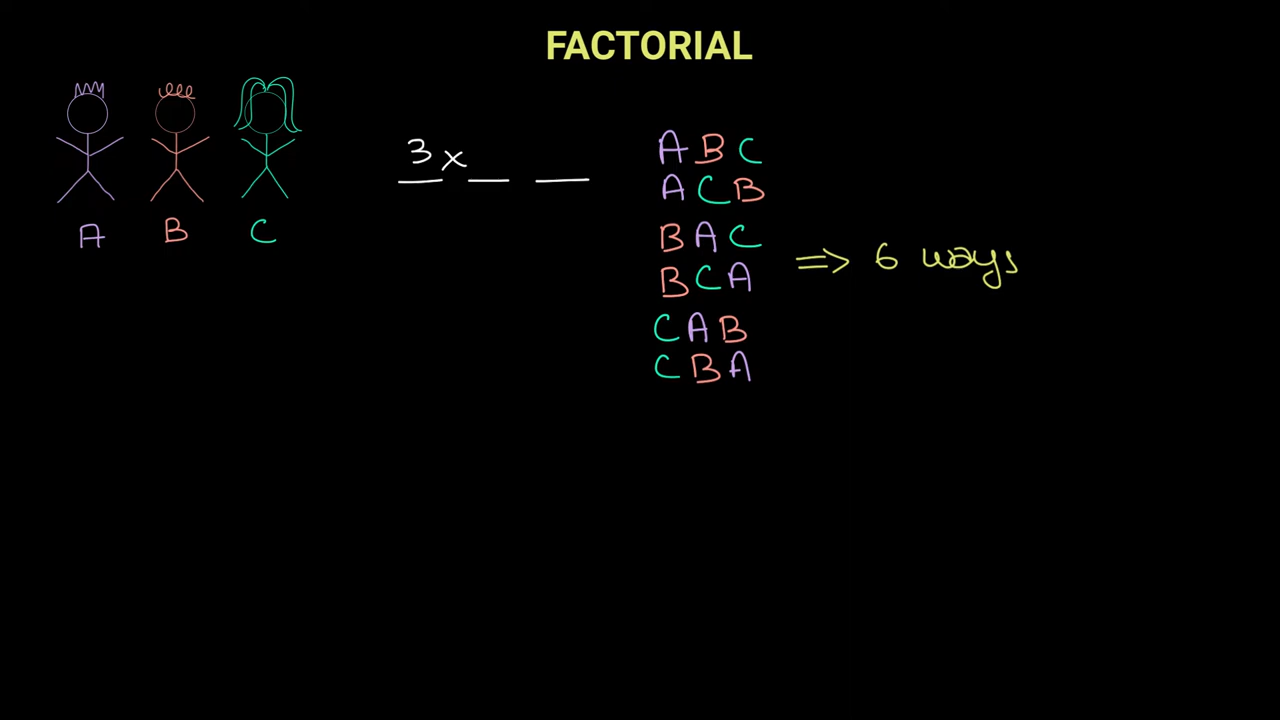 FACTORIAL
A B C
3 x
A B C
A C B
B A C
B C A
C A B
C B A
=> 6 ways